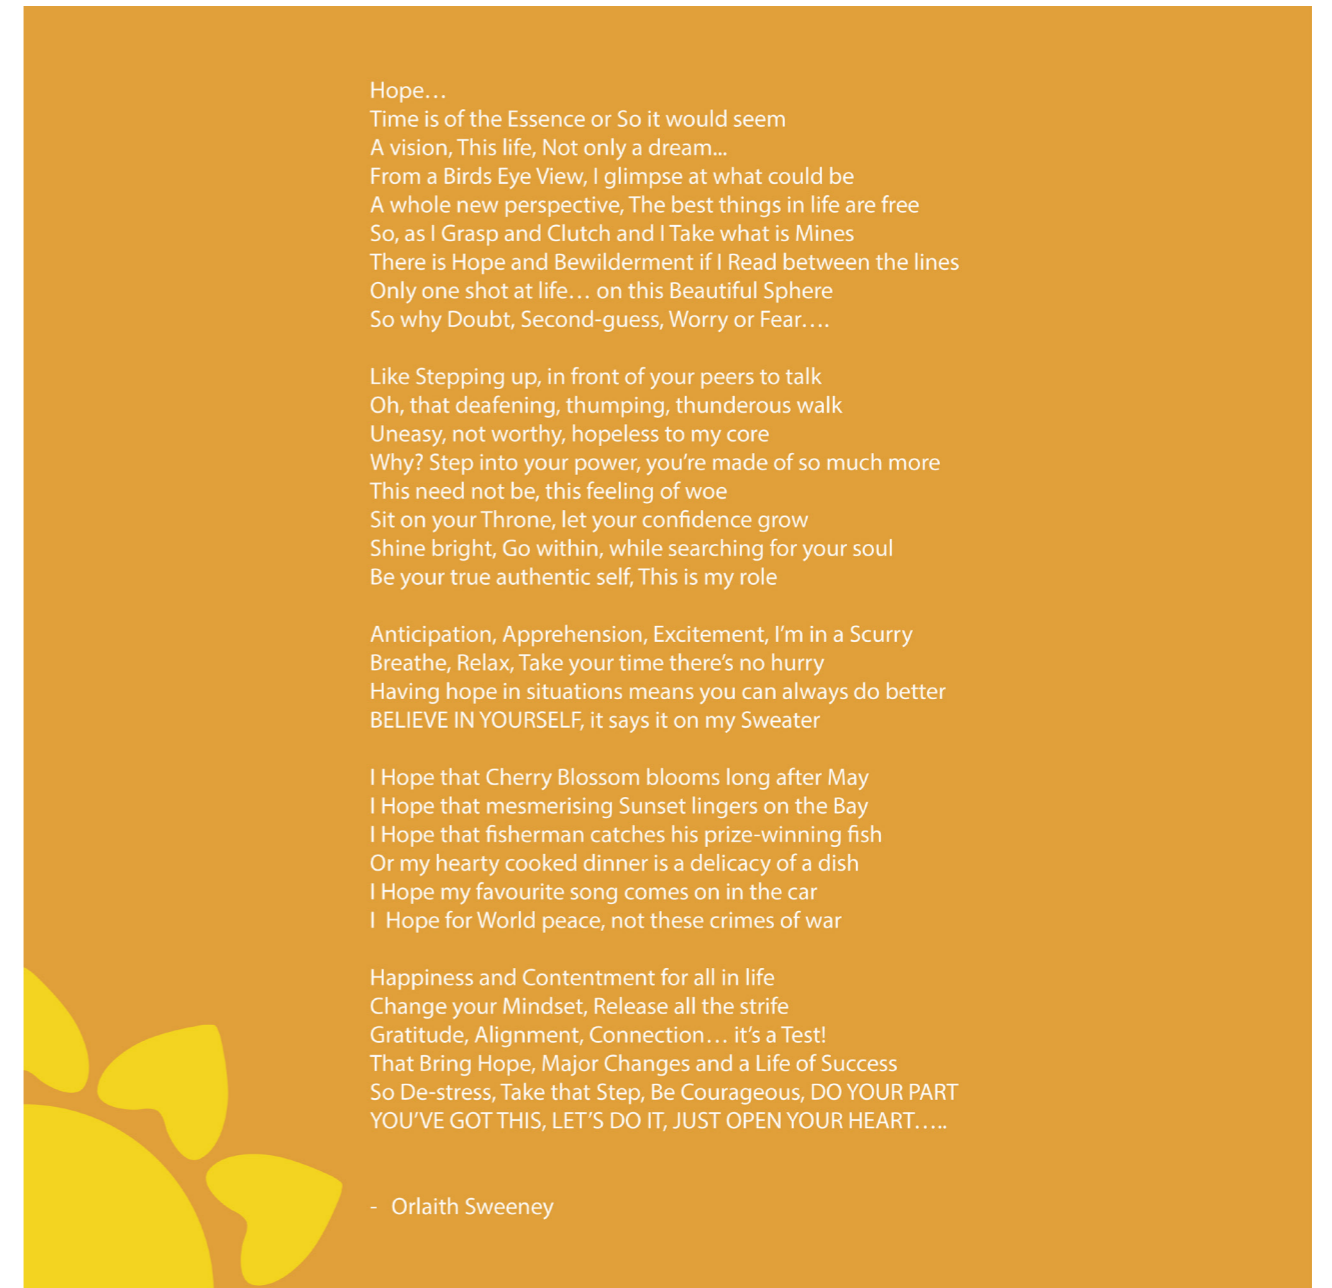 Hope…
Time is of the Essence or So it would seem
A vision, This life, Not only a dream...
From a Birds Eye View, I glimpse at what could be
A whole new perspective, The best things in life are free
So, as I Grasp and Clutch and I Take what is Mines
There is Hope and Bewilderment if I Read between the lines
Only one shot at life… on this Beautiful Sphere
So why Doubt, Second-guess, Worry or Fear….

Like Stepping up, in front of your peers to talk
Oh, that deafening, thumping, thunderous walk
Uneasy, not worthy, hopeless to my core
Why? Step into your power, you’re made of so much more
This need not be, this feeling of woe
Sit on your Throne, let your confidence grow
Shine bright, Go within, while searching for your soul
Be your true authentic self, This is my role

Anticipation, Apprehension, Excitement, I’m in a Scurry
Breathe, Relax, Take your time there’s no hurry
Having hope in situations means you can always do better
BELIEVE IN YOURSELF, it says it on my Sweater

I Hope that Cherry Blossom blooms long after May
I Hope that mesmerising Sunset lingers on the Bay
I Hope that fisherman catches his prize-winning fish
Or my hearty cooked dinner is a delicacy of a dish
I Hope my favourite song comes on in the car
I  Hope for World peace, not these crimes of war

Happiness and Contentment for all in life
Change your Mindset, Release all the strife
Gratitude, Alignment, Connection… it’s a Test!
That Bring Hope, Major Changes and a Life of Success
So De-stress, Take that Step, Be Courageous, DO YOUR PART
YOU’VE GOT THIS, LET’S DO IT, JUST OPEN YOUR HEART…..

- Orlaith Sweeney